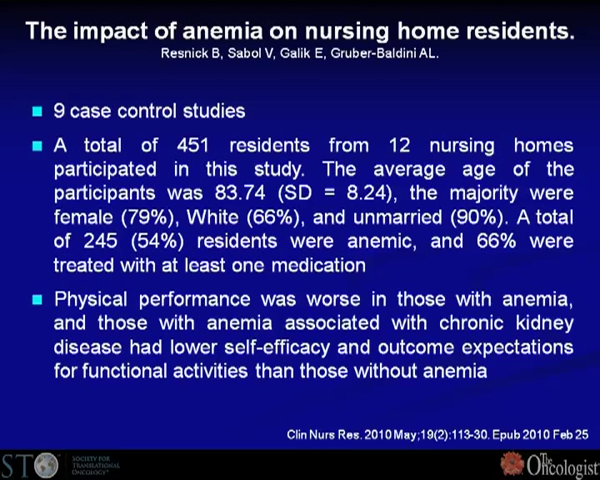 The impact of anemia on nursing home residents.
Resnick B, Sabol V, Galik E, Gruber-Baldini AL.
9 case control studies
A total of 451 residents from 12 nursing homes
participated in this study. The average age of the
participants was 83.74 (SD = 8.24), the majority were
female (79%), White (66%), and unmarried (90%). A total
of 245 (54%) residents were anemic, and 66% were
treated with at least one medication
Physical performance was worse in those with anemia,
and those with anemia associated with chronic kidney
disease had lower self-efficacy and outcome expectations
for functional activities than those without anemia
Clin Nurs Res. 2010 May;19(2):113-30. Epub 2010 Feb 25
STO
SOCIETY FOR
TRANSLATIONAL
ONCOLOGY
The
Oncologist